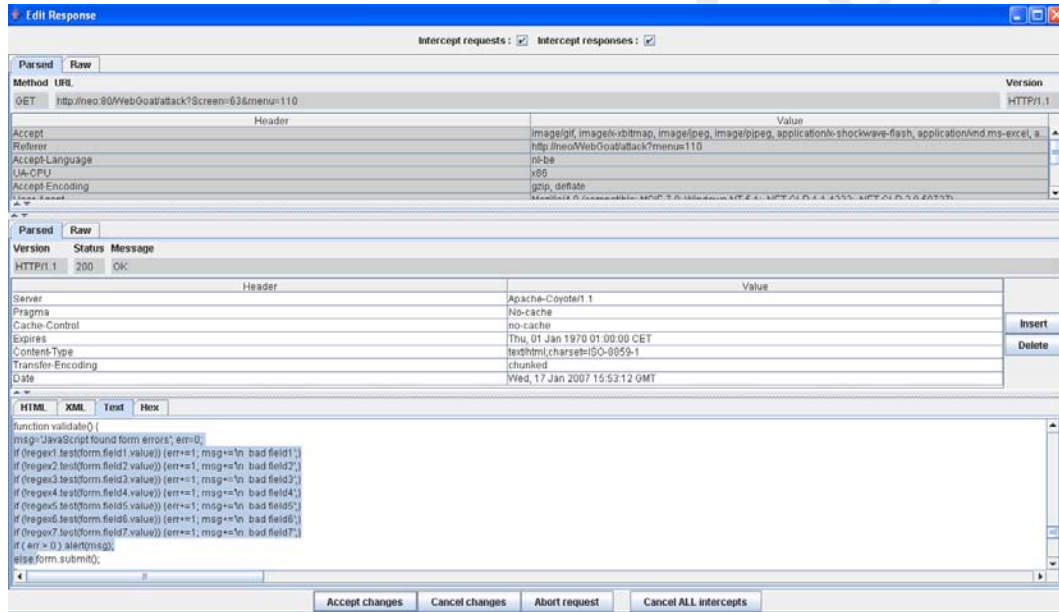 Edit Response
Intercept requests : Intercept responses :
Parsed Raw
Method URL Version
GET http://neo:80/WebGoat/attack?Screen=63&menu=110 HTTP/1.1
Header Value
Accept image/gif, image/x-xbitmap, image/jpeg, image/pjpeg, application/x-shockwave-flash, application/vnd.ms-excel, a...
Referer http://neo/WebGoat/attack?menu=110
Accept-Language nl-be
UA-CPU x86
Accept-Encoding gzip, deflate
Parsed Raw
Version Status Message
HTTP/1.1 200 OK
Header Value
Server Apache-Coyote/1.1
Pragma No-cache
Cache-Control no-cache
Expires Thu, 01 Jan 1970 01:00:00 CET
Content-Type text/html;charset=ISO-8859-1
Transfer-Encoding chunked
Date Wed, 17 Jan 2007 15:53:12 GMT
Insert
Delete
HTML XML Text Hex
function validate() {
msg='JavaScript found form errors'; err=0;
if (!regex1.test(form.field1.value)) {err+=1; msg+='\n bad field1';}
if (!regex2.test(form.field2.value)) {err+=1; msg+='\n bad field2';}
if (!regex3.test(form.field3.value)) {err+=1; msg+='\n bad field3';}
if (!regex4.test(form.field4.value)) {err+=1; msg+='\n bad field4';}
if (!regex5.test(form.field5.value)) {err+=1; msg+='\n bad field5';}
if (!regex6.test(form.field6.value)) {err+=1; msg+='\n bad field6';}
if (!regex7.test(form.field7.value)) {err+=1; msg+='\n bad field7';}
if ( err > 0 ) alert(msg);
else form.submit();
Accept changes Cancel changes Abort request Cancel ALL intercepts